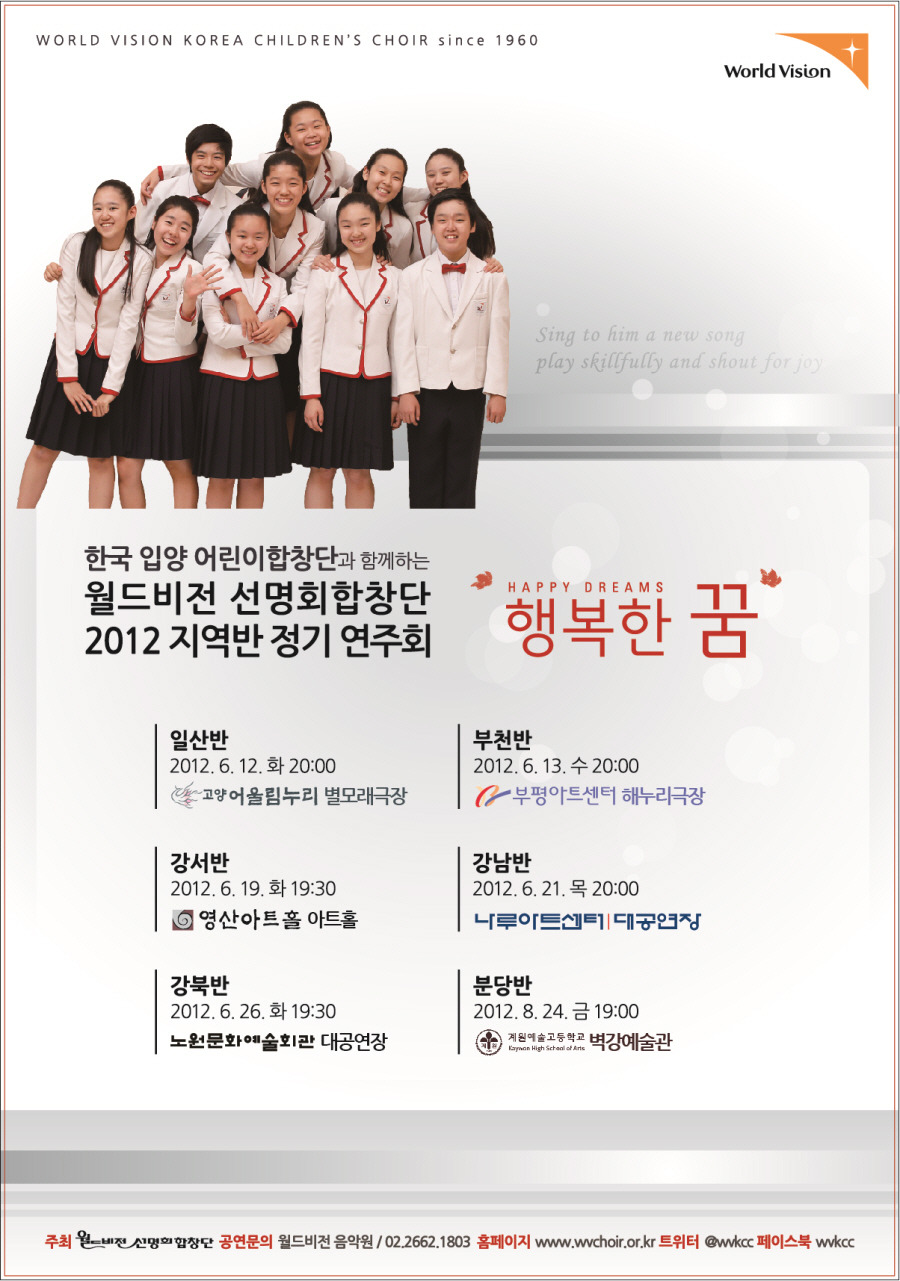 WORLD VISION KOREA CHILDREN'S CHOIR since 1960
World Vision
Sing to him a new song
play skillfully and shout for joy
한국 입양 어린이합창단과 함께하는
월드비전 선명회합창단
2012 지역반 정기 연주회
HAPPY DREAMS
행복한 꿈
일산반
2012. 6. 12. 화 20:00
고양어울림누리 별모래극장
부천반
2012. 6. 13. 수 20:00
부평아트센터 해누리극장
강서반
2012. 6. 19. 화 19:30
영산아트홀 아트홀
강남반
2012. 6. 21. 목 20:00
나루아트센터 | 대공연장
강북반
2012. 6. 26. 화 19:30
노원문화예술회관 대공연장
분당반
2012. 8. 24. 금 19:00
계원예술고등학교
Kaywon High School of Arts
벽강예술관
주최 월드비전 선명회합창단 공연문의 월드비전 음악원 / 02.2662.1803 홈페이지 www.wvchoir.or.kr 트위터 @wvkcc 페이스북 wvkcc